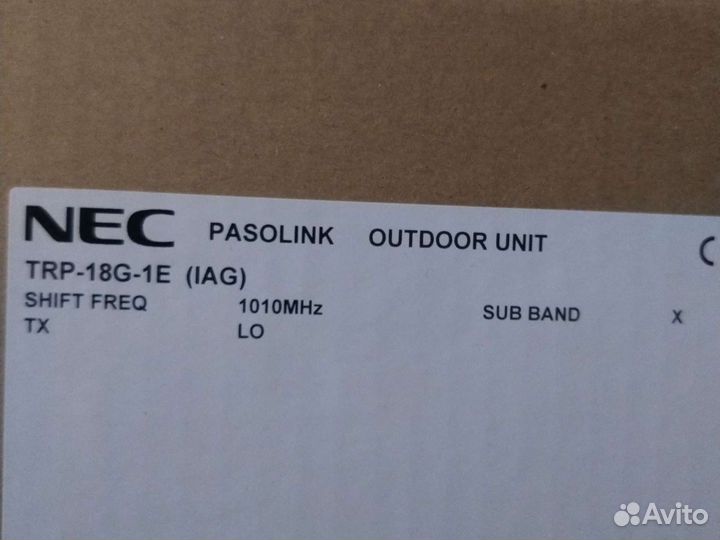 NEC PASOLINK OUTDOOR UNIT
TRP-18G-1E (IAG)
SHIFT FREQ 1010MHz SUB BAND X
TX LO
Avito